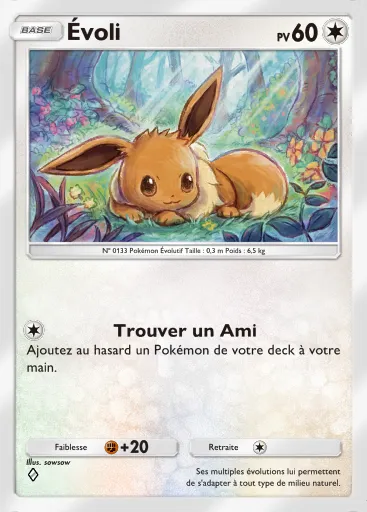 BASE Évoli PV 60
N° 0133 Pokémon Évolutif Taille : 0,3 m Poids : 6,5 kg
Trouver un Ami
Ajoutez au hasard un Pokémon de votre deck à votre
main.
Faiblesse +20 Retraite
Illus. sowsow
Ses multiples évolutions lui permettent
de s'adapter à tout type de milieu naturel.